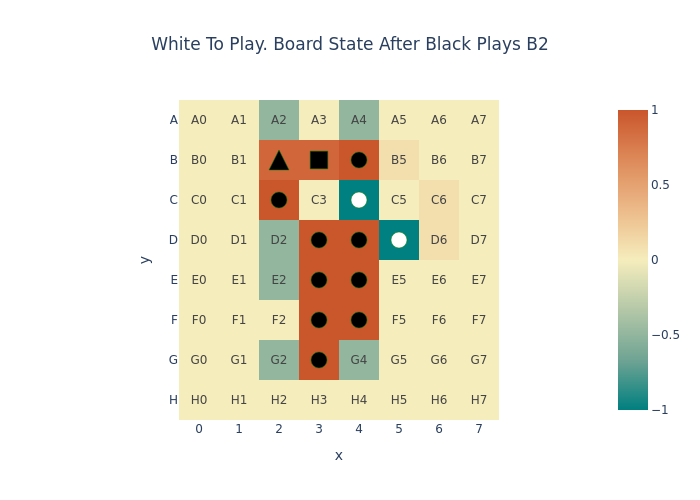 White To Play. Board State After Black Plays B2
A A0 A1 A2 A3 A4 A5 A6 A7
B B0 B1 B5 B6 B7
C C0 C1 C3 C5 C6 C7
D D0 D1 D2 D6 D7
E E0 E1 E2 E5 E6 E7
F F0 F1 F2 F5 F6 F7
G G0 G1 G2 G4 G5 G6 G7
H H0 H1 H2 H3 H4 H5 H6 H7
0 1 2 3 4 5 6 7
x
y
1
0.5
0
−0.5
−1